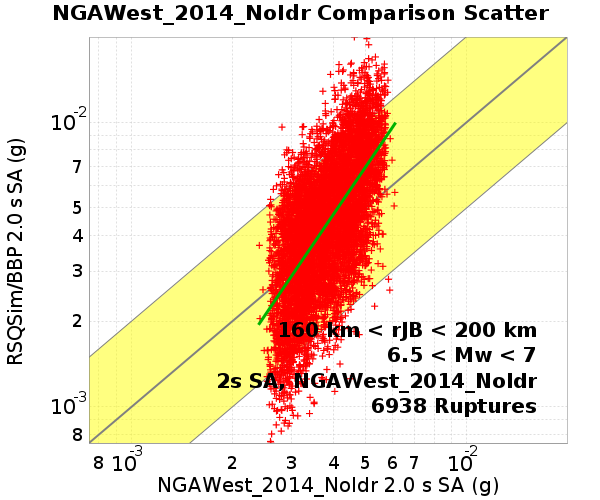 NGAWest_2014_NoIdr Comparison Scatter
RSQSim/BBP 2.0 s SA (g)
10-2
7
5
4
3
2
10-3
8
160 km < rJB < 200 km
6.5 < Mw < 7
2s SA, NGAWest_2014_NoIdr
6938 Ruptures
8 10-3 2 3 4 5 6 7 10-2
NGAWest_2014_NoIdr 2.0 s SA (g)